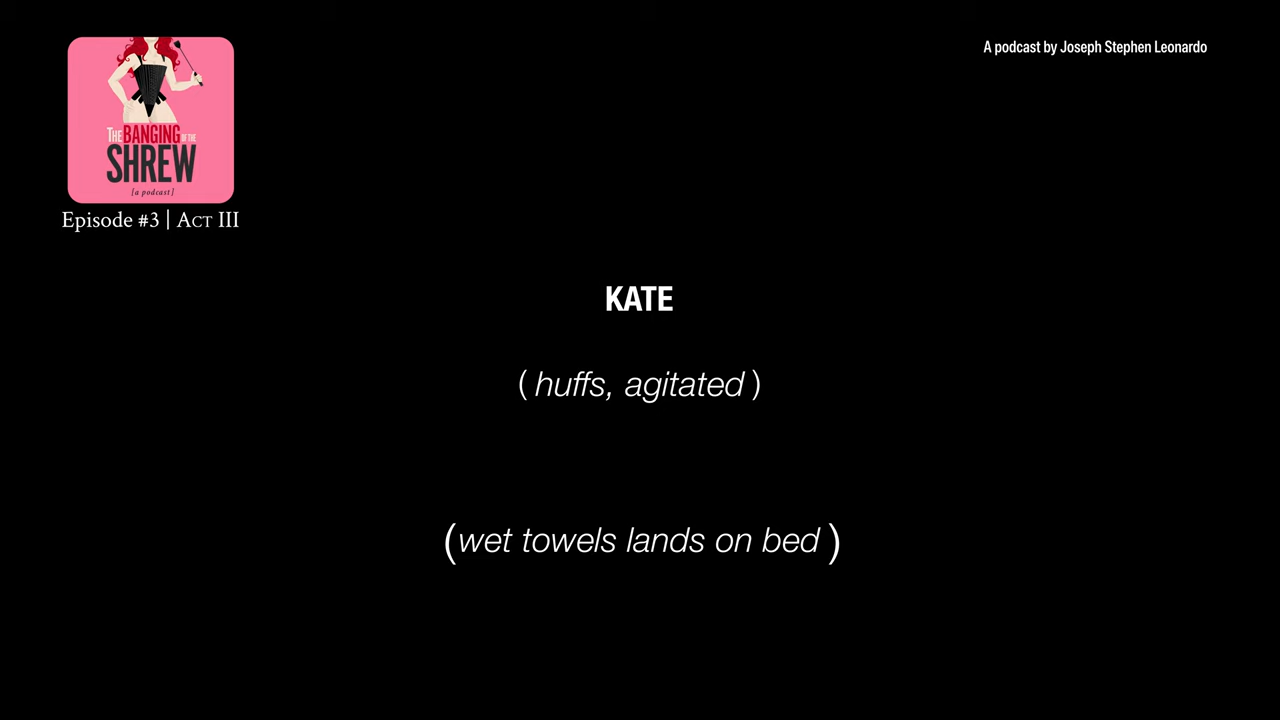 A podcast by Joseph Stephen Leonardo
THE BANGING OF THE
SHREW
[a podcast]
Episode #3 | ACT III
KATE
( huffs, agitated )
(wet towels lands on bed )